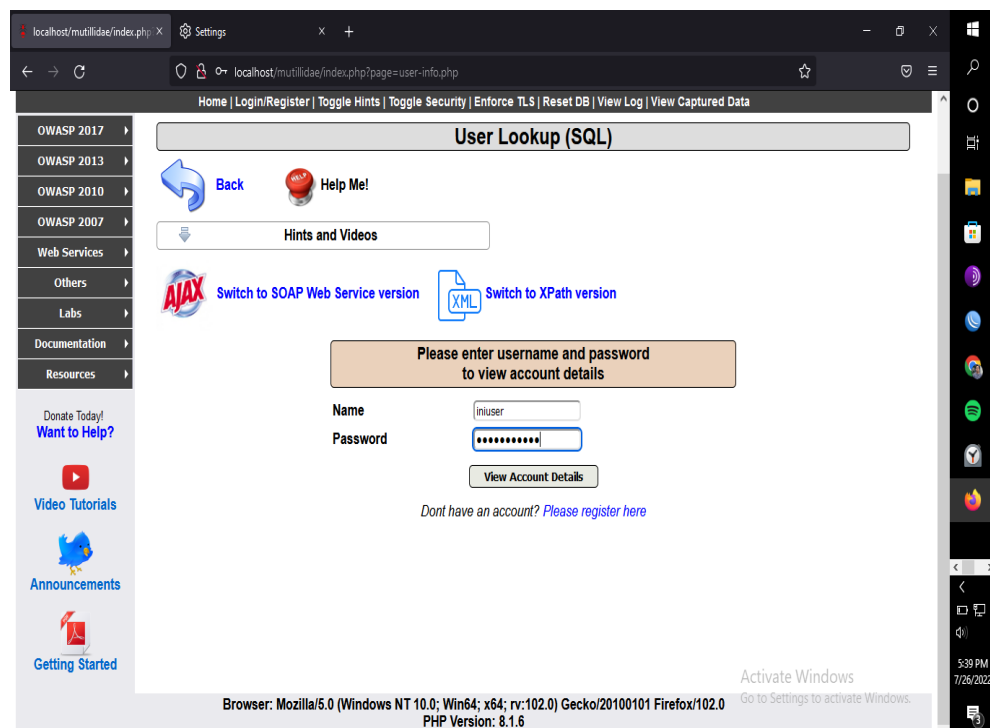 localhost/mutillidae/index.php
Settings
localhost/mutillidae/index.php?page=user-info.php
Home | Login/Register | Toggle Hints | Toggle Security | Enforce TLS | Reset DB | View Log | View Captured Data
OWASP 2017
OWASP 2013
OWASP 2010
OWASP 2007
Web Services
Others
Labs
Documentation
Resources
Donate Today!
Want to Help?
Video Tutorials
Announcements
Getting Started
User Lookup (SQL)
Back
HELP
Help Me!
Hints and Videos
AJAX
Switch to SOAP Web Service version
XML
Switch to XPath version
Please enter username and password
to view account details
Name
iniuser
Password
•••••••••••
View Account Details
Dont have an account? Please register here
Browser: Mozilla/5.0 (Windows NT 10.0; Win64; x64; rv:102.0) Gecko/20100101 Firefox/102.0
PHP Version: 8.1.6
Activate Windows
Go to Settings to activate Windows.
5:39 PM
7/26/2022
3